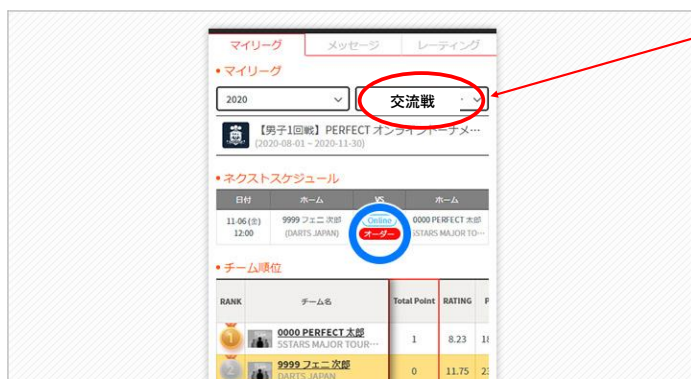 マイリーグ メッセージ レーティング
・マイリーグ
2020 交流戦
【男子1回戦】PERFECT オンライントーナメ…
(2020-08-01 ~ 2020-11-30)
・ネクストスケジュール
日付 ホーム VS ホーム
11-06 (金) 9999 フェニ 次郎 Online 0000 PERFECT 太郎
12:00 (DARTS JAPAN) オーダー 5STARS MAJOR TO…
・チーム順位
RANK チーム名 Total Point RATING P
1 0000 PERFECT 太郎 1 8.23 18
5STARS MAJOR TOUR…
2 9999 フェニ 次郎 0 11.75 23
DARTS JAPAN